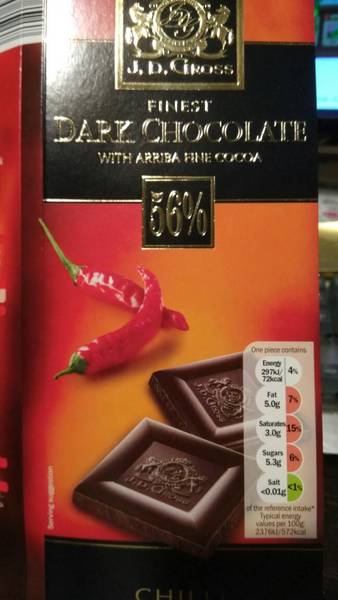 J. D. GROSS
FINEST
DARK CHOCOLATE
WITH ARRIBA FINE COCOA
56%
One piece contains
Energy
297kJ/
72kcal
4%
Fat
5.0g
7%
Saturates
3.0g
15%
Sugars
5.3g
6%
Salt
<0.01g
<1%
of the reference intake*
Typical energy
values per 100g:
2376kJ/572kcal
J. D. GROSS
Serving suggestion
CHILLI